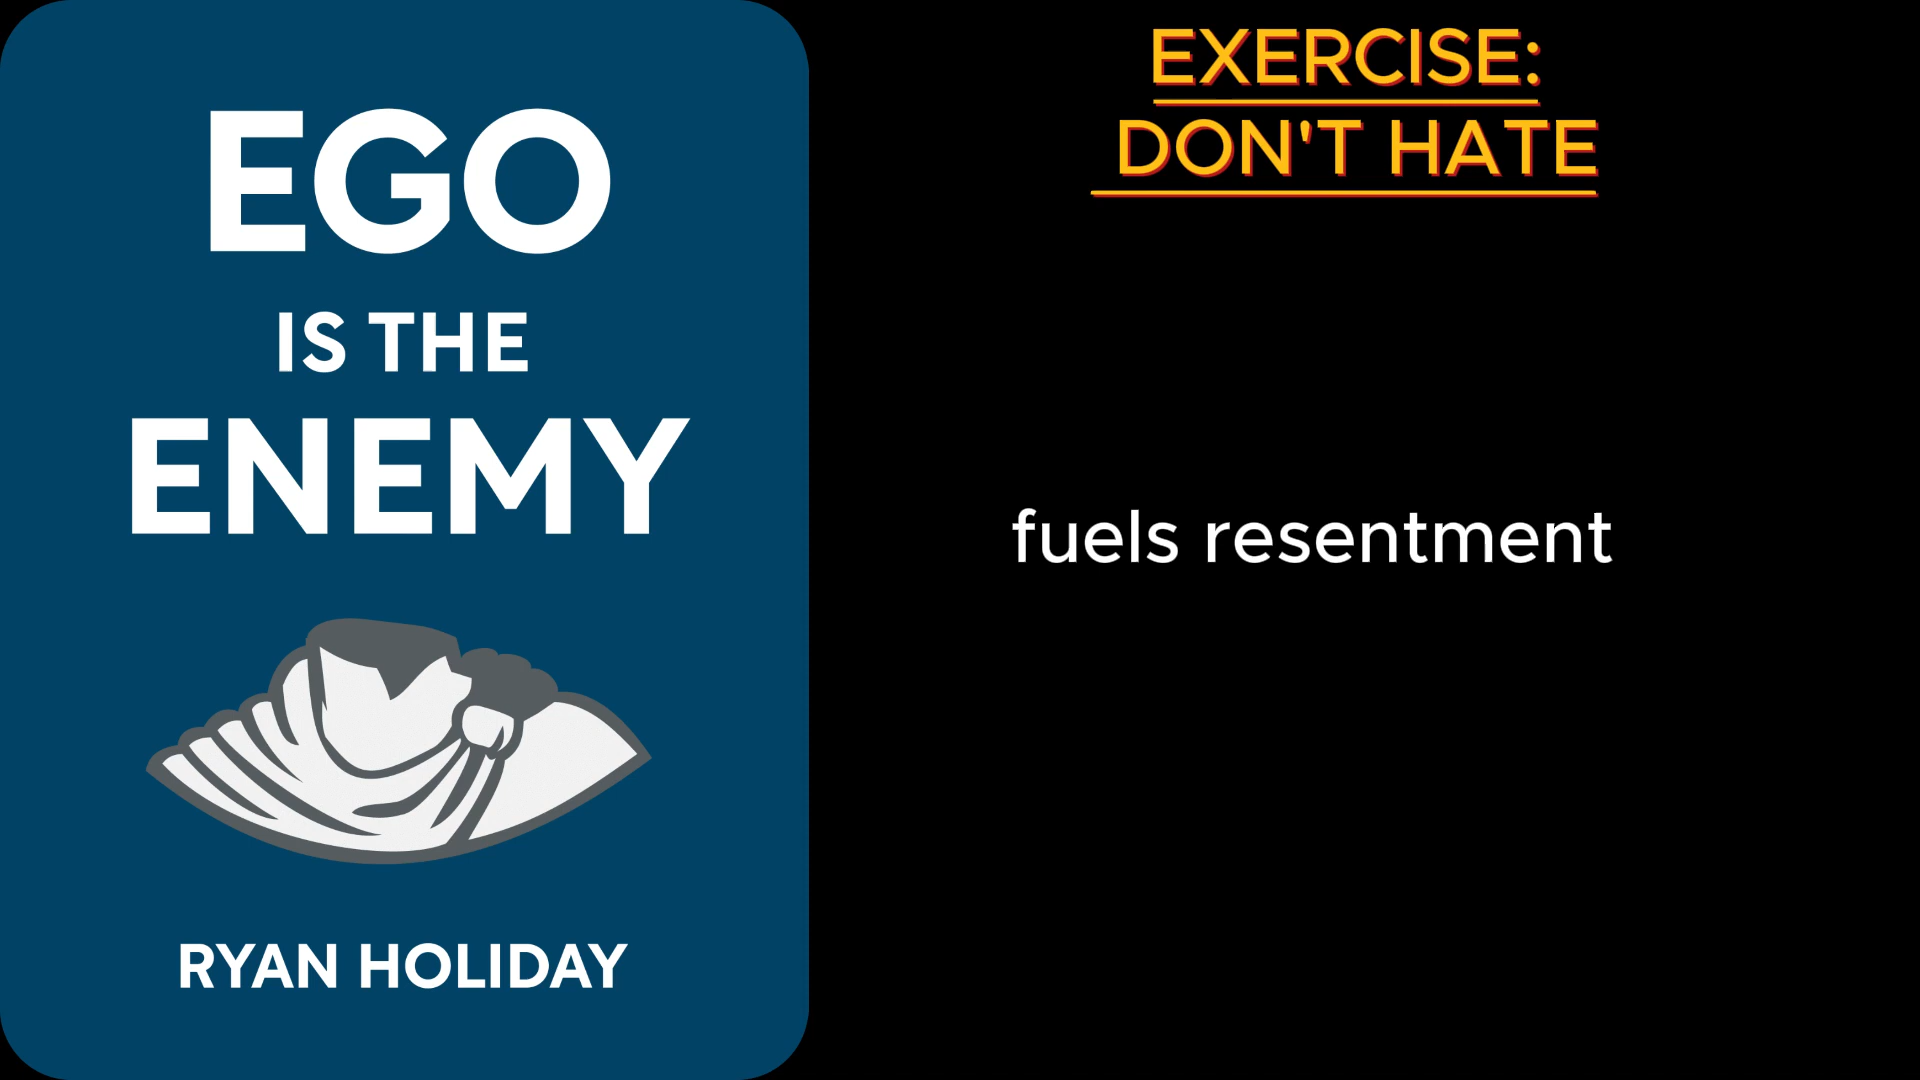 EGO
IS THE
ENEMY
RYAN HOLIDAY
EXERCISE:
DON'T HATE
fuels resentment